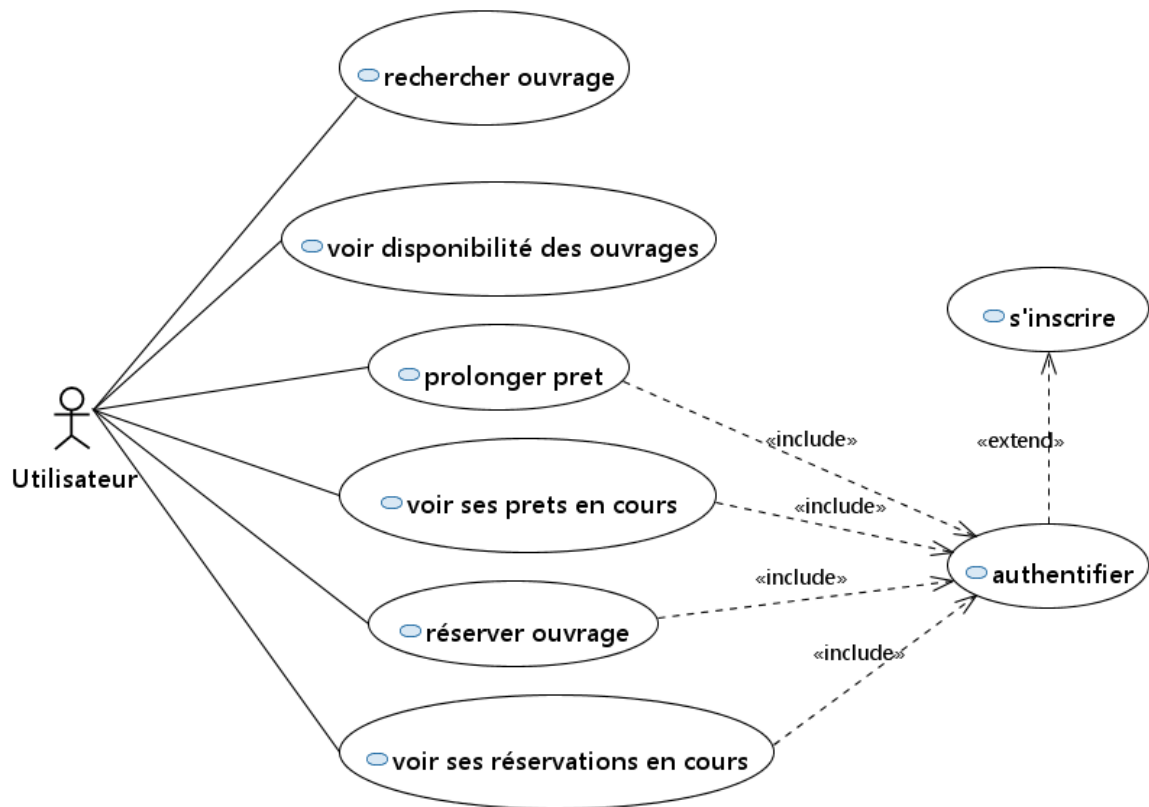 rechercher ouvrage
voir disponibilité des ouvrages
s'inscrire
prolonger pret
«include»
«extend»
Utilisateur
voir ses prets en cours
«include»
authentifier
«include»
réserver ouvrage
«include»
voir ses réservations en cours